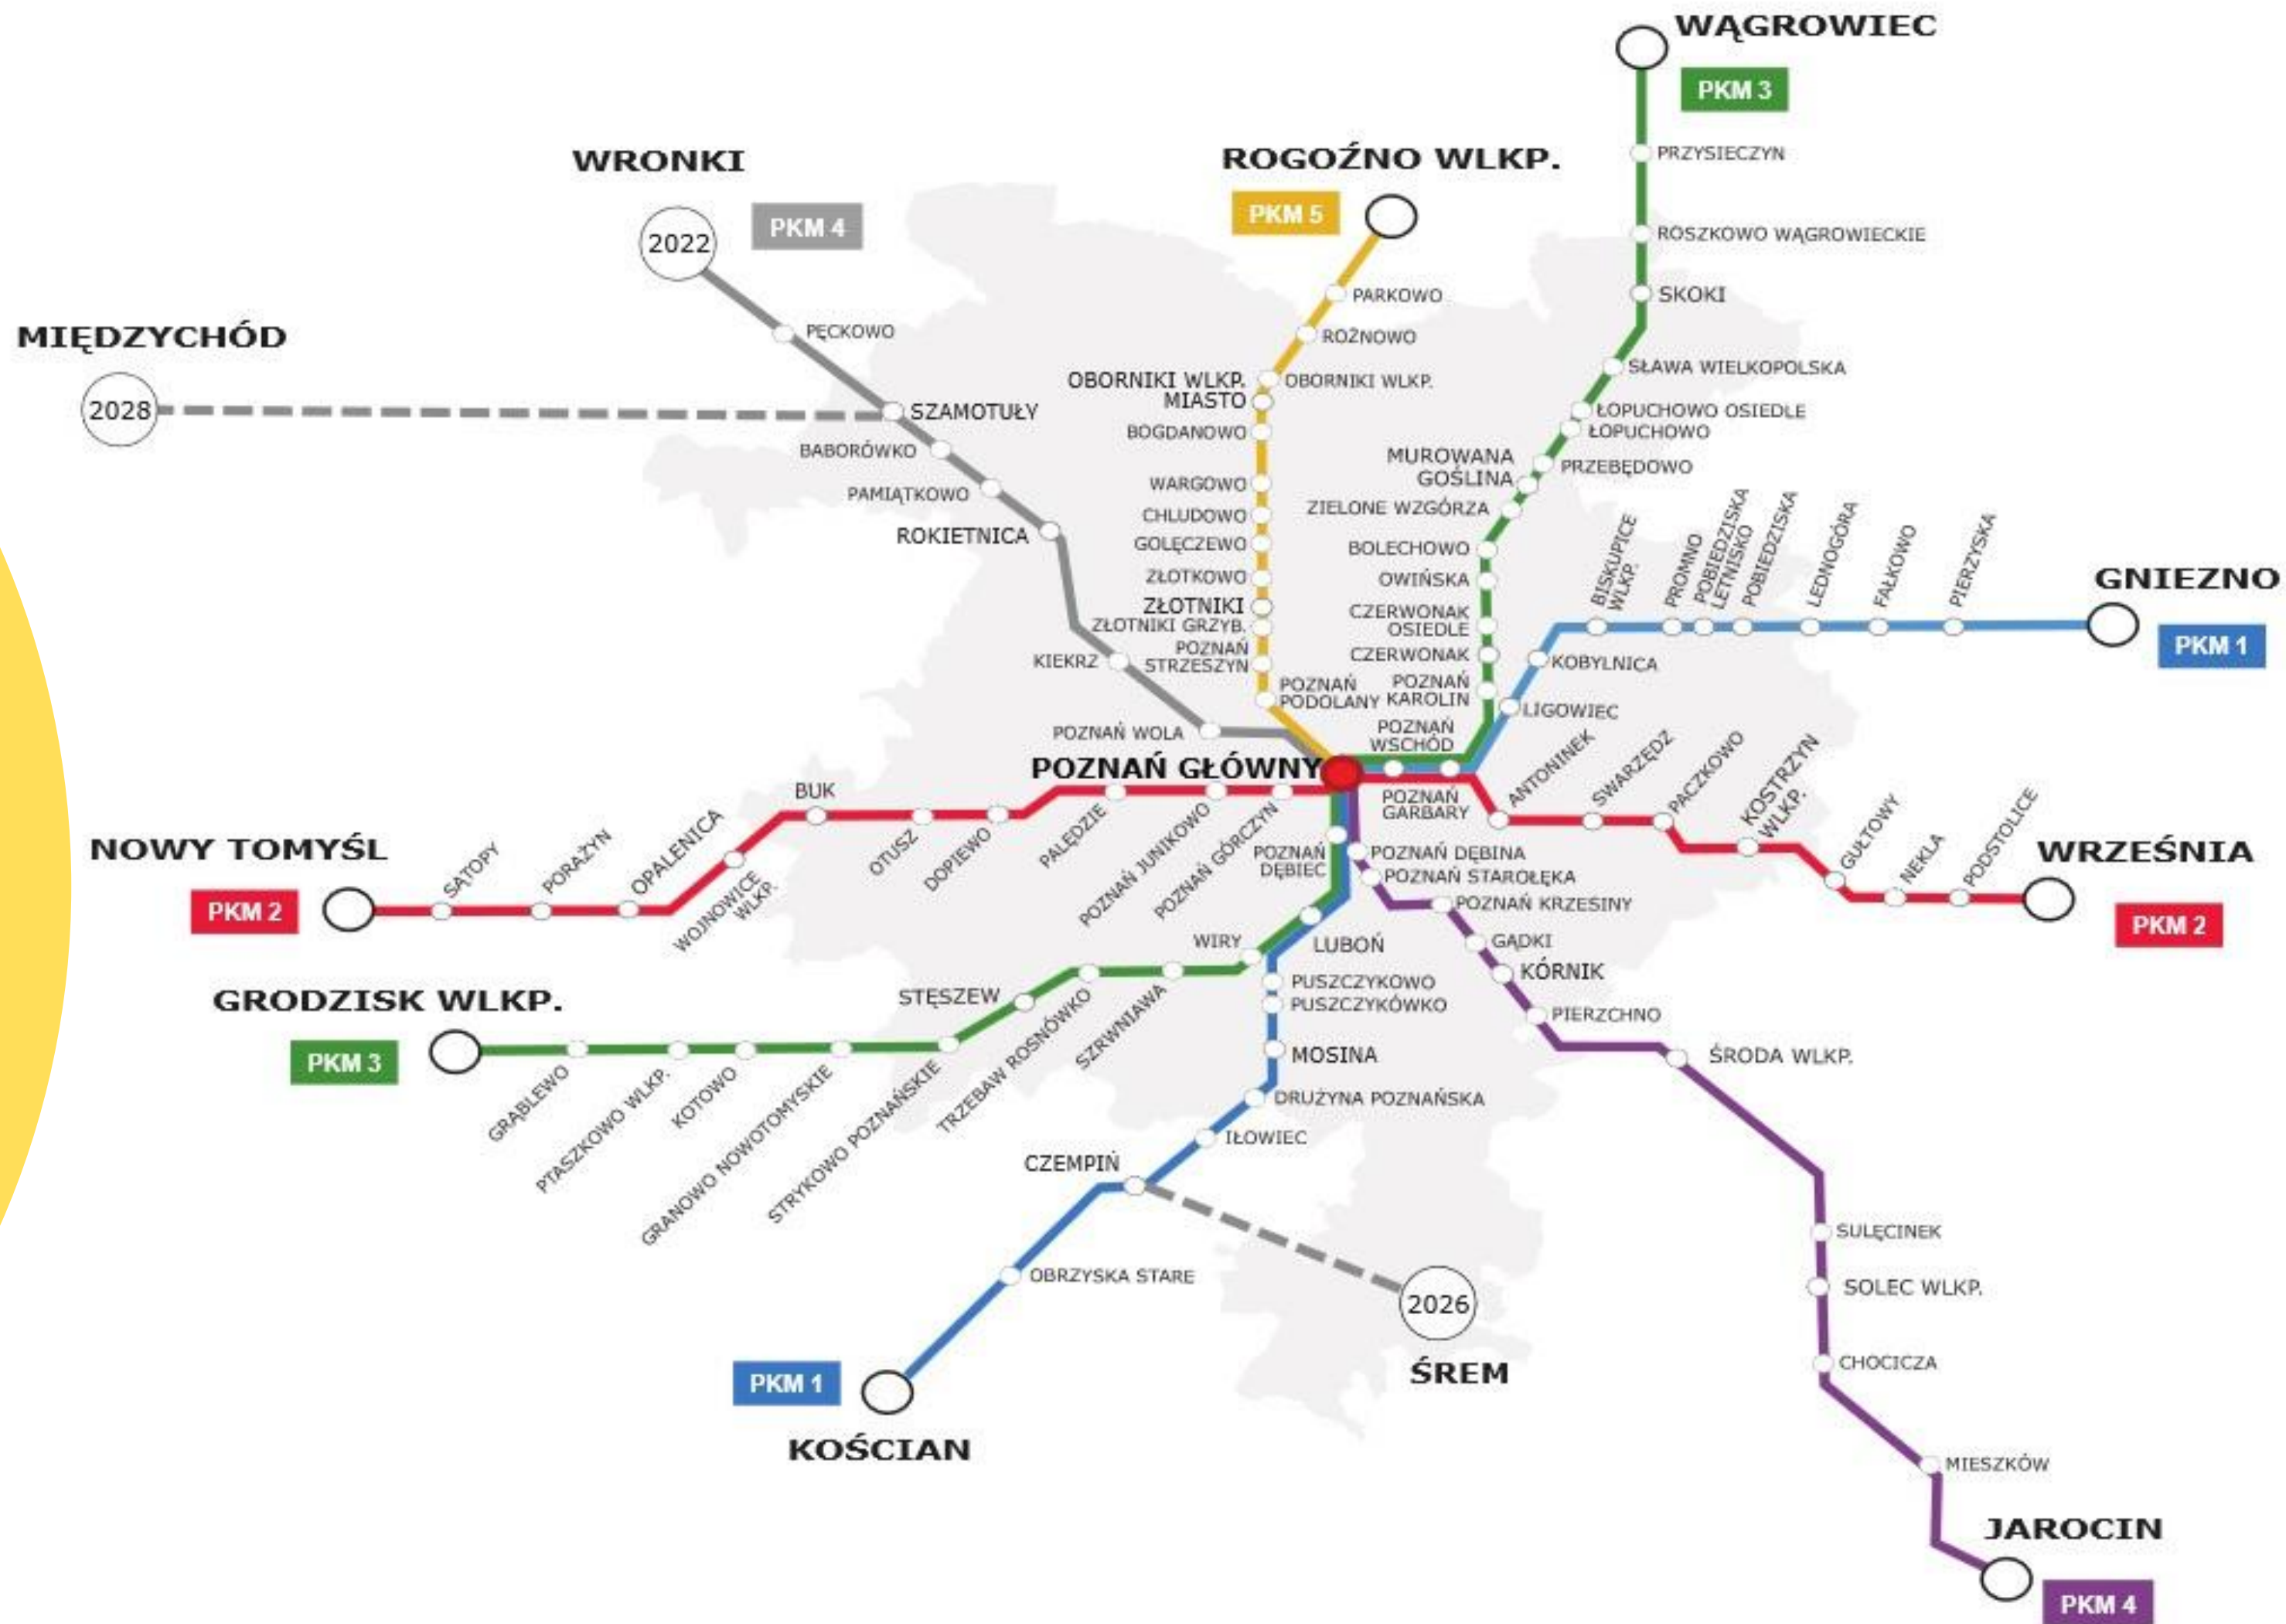 WĄGROWIEC
PKM 3
PRZYSIECZYN
ROSZKOWO WĄGROWIECKIE
SKOKI
SŁAWA WIELKOPOLSKA
ŁOPUCHOWO OSIEDLE
ŁOPUCHOWO
PRZEBĘDOWO
MUROWANA
GOŚLINA
ZIELONE WZGÓRZA
BOLECHOWO
OWIŃSKA
CZERWONAK
OSIEDLE
CZERWONAK
POZNAŃ
KAROLIN
POZNAŃ
WSCHÓD
WRONKI
PKM 4
2022
PĘCKOWO
MIĘDZYCHÓD
2028
SZAMOTUŁY
BABORÓWKO
PAMIĄTKOWO
ROKIETNICA
KIEKRZ
POZNAŃ WOLA
ROGOŹNO WLKP.
PKM 5
PARKOWO
ROŻNOWO
OBORNIKI WLKP.
OBORNIKI WLKP.
MIASTO
BOGDANOWO
WARGOWO
CHLUDOWO
GOLĘCZEWO
ZŁOTKOWO
ZŁOTNIKI
ZŁOTNIKI GRZYB.
POZNAŃ
STRZESZYN
POZNAŃ
PODOLANY
BISKUPICE
WLKP.
PROMNO
POBIEDZISKA
LETNISKO
POBIEDZISKA
LEDNOGÓRA
FAŁKOWO
PIERZYSKA
GNIEZNO
PKM 1
KOBYLNICA
LIGOWIEC
POZNAŃ GŁÓWNY
POZNAŃ
GARBARY
ANTONINEK
SWARZĘDZ
PACZKOWO
KOSTRZYN
WLKP.
GUŁTOWY
NEKLA
PODSTOLICE
WRZEŚNIA
PKM 2
NOWY TOMYŚL
PKM 2
SĄTOPY
PORAŻYN
OPALENICA
WOJNOWICE
WLKP.
BUK
OTUSZ
DOPIEWO
PALĘDZIE
POZNAŃ JUNIKOWO
POZNAŃ GÓRCZYN
POZNAŃ
DĘBIEC
POZNAŃ DĘBINA
POZNAŃ STAROŁĘKA
POZNAŃ KRZESINY
GĄDKI
KÓRNIK
PIERZCHNO
ŚRODA WLKP.
SULĘCINEK
SOLEC WLKP.
CHOCICZA
MIESZKÓW
JAROCIN
PKM 4
GRODZISK WLKP.
PKM 3
GRĄBLEWO
PTASZKOWO WLKP.
KOTOWO
GRANOWO NOWOTOMYSKIE
STRYKOWO POZNAŃSKIE
STĘSZEW
TRZEBAW ROSNÓWKO
SZRWNIAWA
WIRY
LUBOŃ
PUSZCZYKOWO
PUSZCZYKÓWKO
MOSINA
DRUŻYNA POZNAŃSKA
IŁOWIEC
CZEMPIŃ
OBRZYSKA STARE
PKM 1
KOŚCIAN
2026
ŚREM